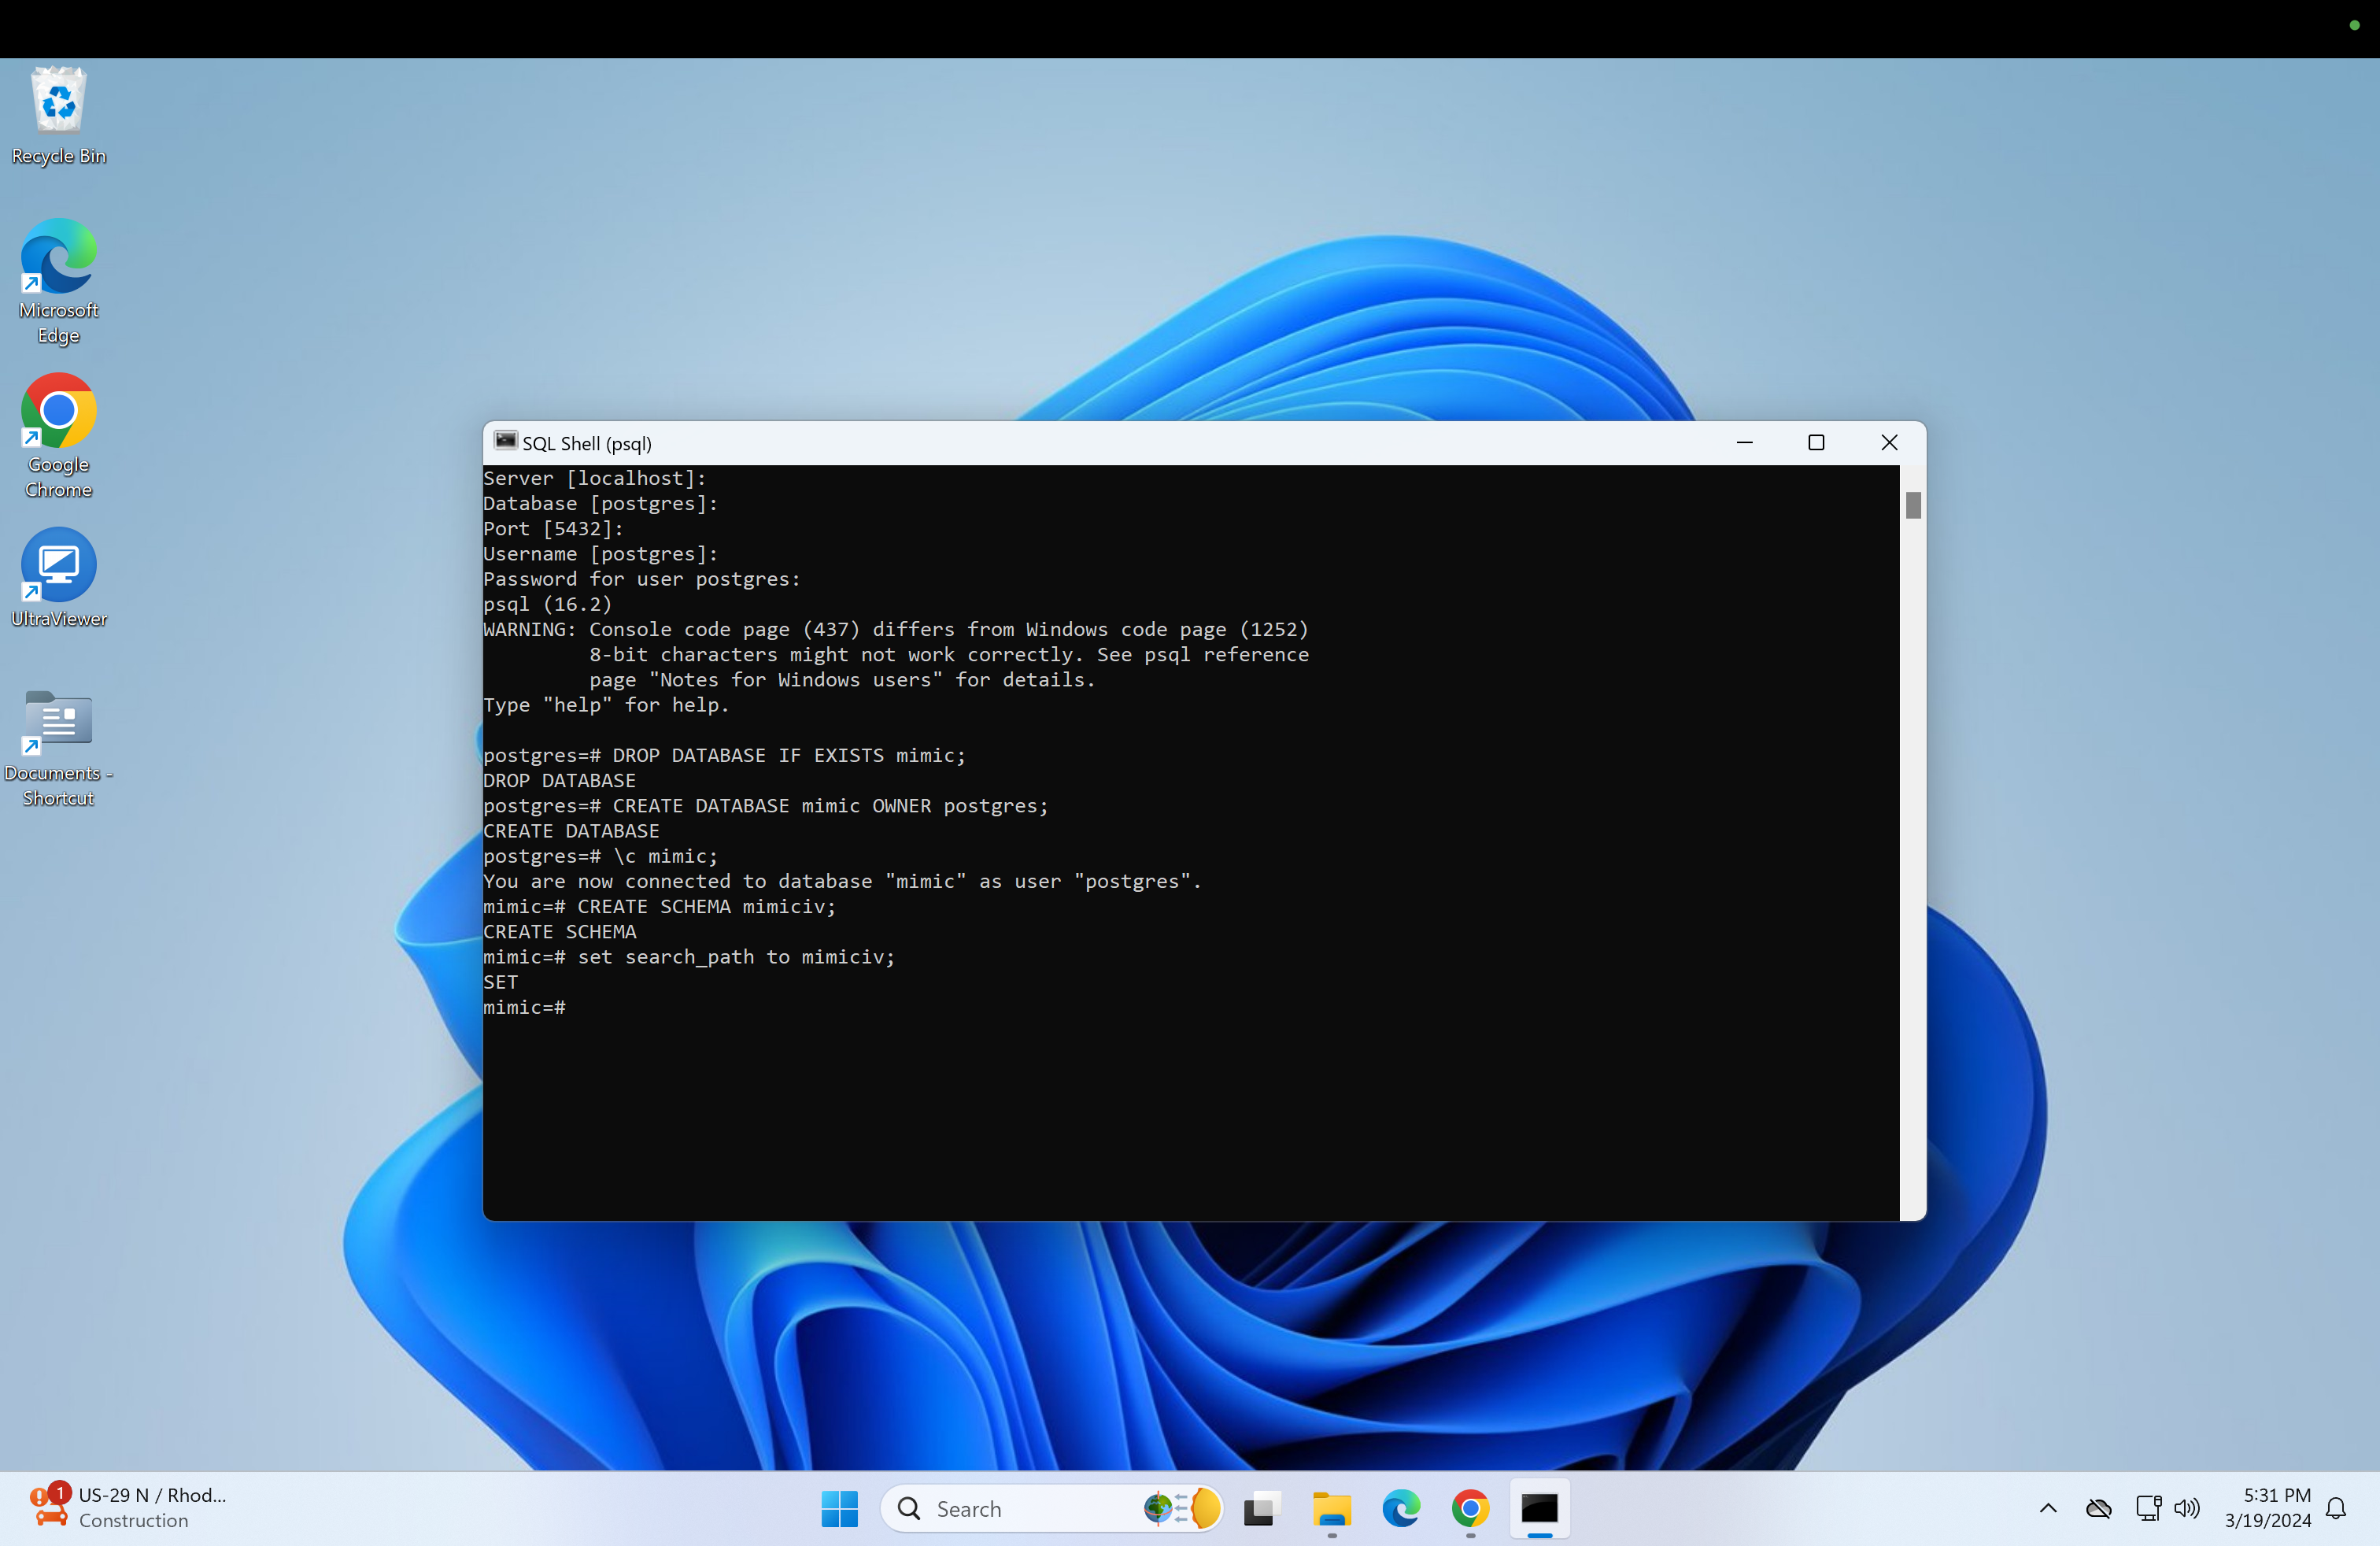 Recycle Bin
Microsoft
Edge
Google
Chrome
UltraViewer
Documents -
Shortcut
SQL Shell (psql)
Server [localhost]:
Database [postgres]:
Port [5432]:
Username [postgres]:
Password for user postgres:
psql (16.2)
WARNING: Console code page (437) differs from Windows code page (1252)
         8-bit characters might not work correctly. See psql reference
         page "Notes for Windows users" for details.
Type "help" for help.
postgres=# DROP DATABASE IF EXISTS mimic;
DROP DATABASE
postgres=# CREATE DATABASE mimic OWNER postgres;
CREATE DATABASE
postgres=# \c mimic;
You are now connected to database "mimic" as user "postgres".
mimic=# CREATE SCHEMA mimiciv;
CREATE SCHEMA
mimic=# set search_path to mimiciv;
SET
mimic=#
1
US-29 N / Rhod...
Construction
Search
5:31 PM
3/19/2024